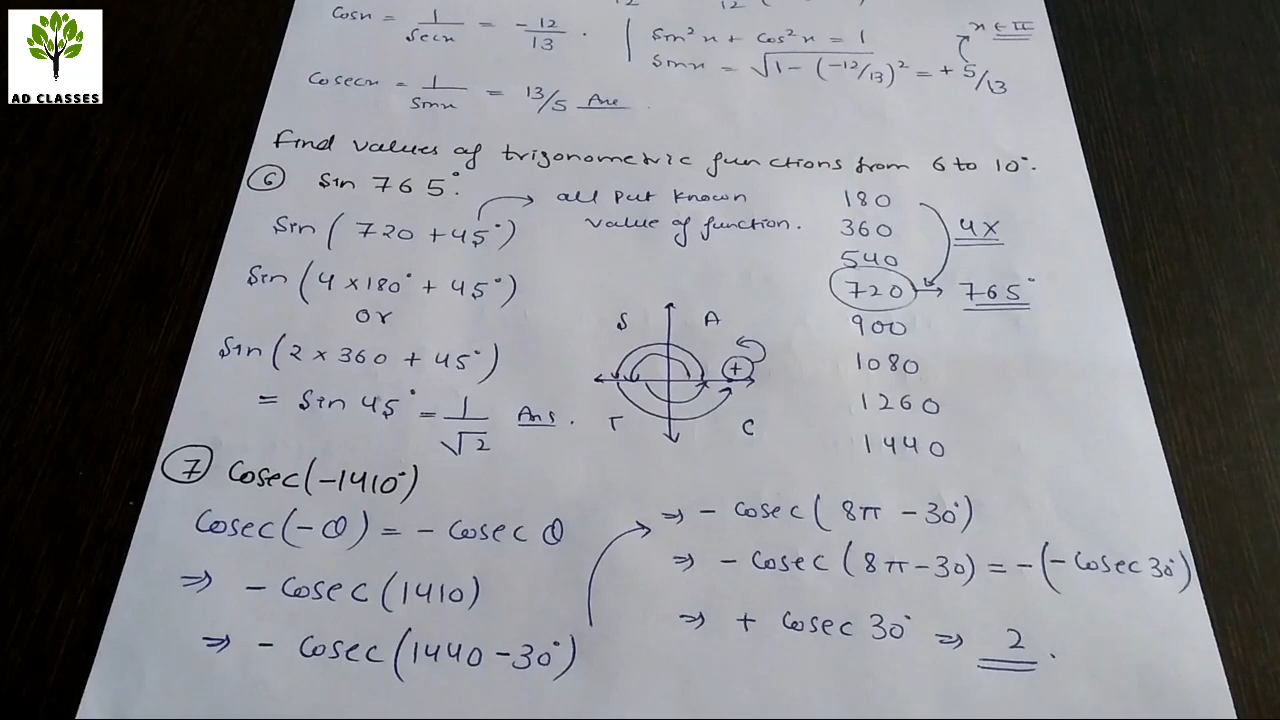 AD CLASSES
Cosx = 1/Secx = -12/13 .
Sin²x + Cos²x = 1
x ∈ II
Sinx = √1 - (-12/13)² = + 5/13
Cosecx = 1/Sinx = 13/5 Ans .
Find values of trigonometric functions from 6 to 10°.
6 Sin 765°.
Sin (720 + 45°)
all put known
value of function.
Sin (4 x 180° + 45°)
or
Sin (2 x 360 + 45°)
= Sin 45° = 1/√2 Ans .
180
360
540
720 → 765°
4x
900
1080
1260
1440
S A
+
T C
7 Cosec(-1410°)
Cosec(-θ) = - Cosec θ
⇒ - Cosec (1410)
⇒ - Cosec (1440 - 30°)
⇒ - Cosec (8π - 30°)
⇒ - Cosec (8π - 30) = - (- Cosec 30°)
⇒ + Cosec 30° ⇒ 2 .